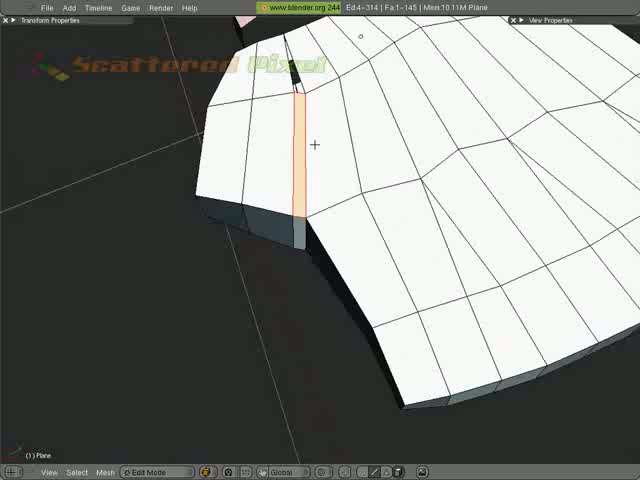 File Add Timeline Game Render Help www.blender.org 244 Ed:4-314 | Fa:1-145 | Mem:10.11M Plane
Transform Properties View Properties
Scattered Pixel
(1) Plane
View Select Mesh Edit Mode Global